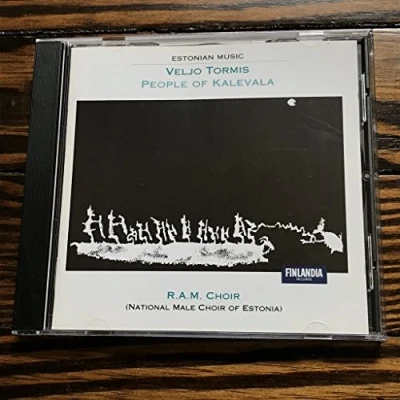 ESTONIAN MUSIC
VELJO TORMIS
PEOPLE OF KALEVALA
FINLANDIA
RECORDS
R.A.M. CHOIR
(NATIONAL MALE CHOIR OF ESTONIA)